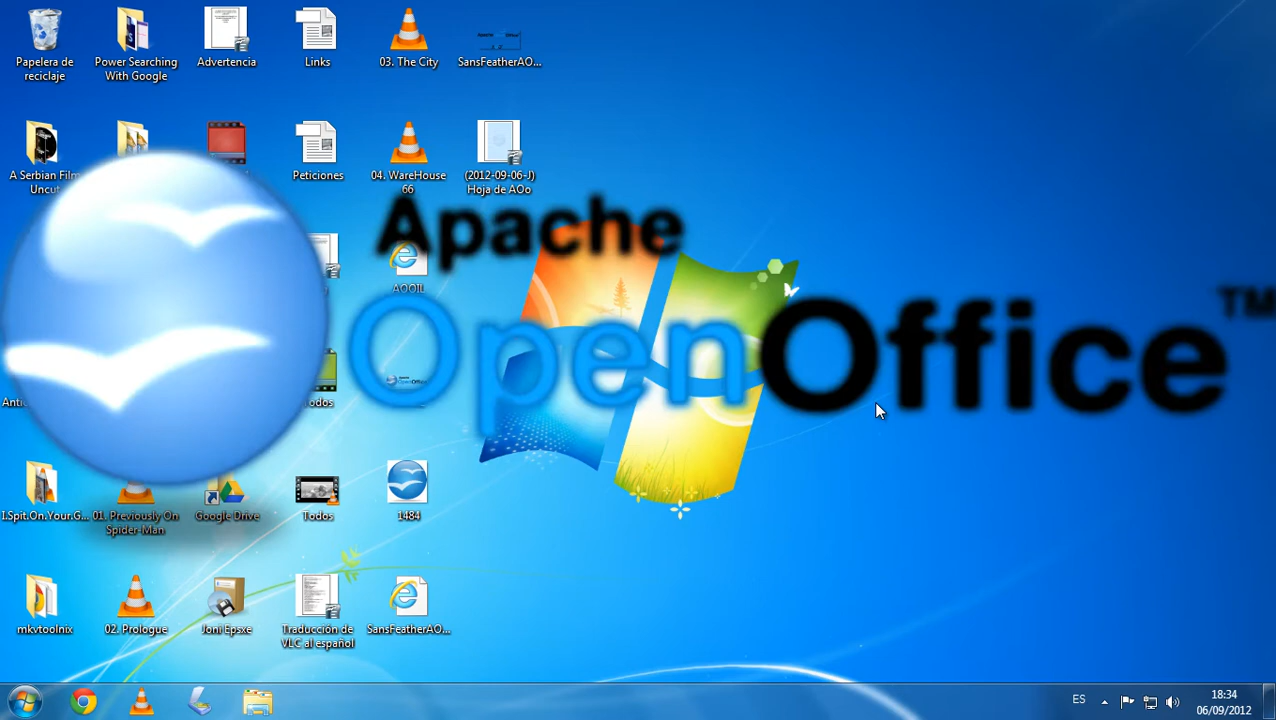 Papelera de
reciclaje
Power Searching
With Google
Advertencia
Links
03. The City
SansFeatherAO...
A Serbian Film
Uncut
Peticiones
04. WareHouse
66
(2012-09-06-J)
Hoja de AOo
Apache
OpenOffice™
AOOIL
Todos
I.Spit.On.Your.G...
01. Previously On
Spider-Man
Google Drive
Todos
1484
mkvtoolnix
02. Prologue
Joni Epsxe
Traducción de
VLC al español
SansFeatherAO...
ES
18:34
06/09/2012